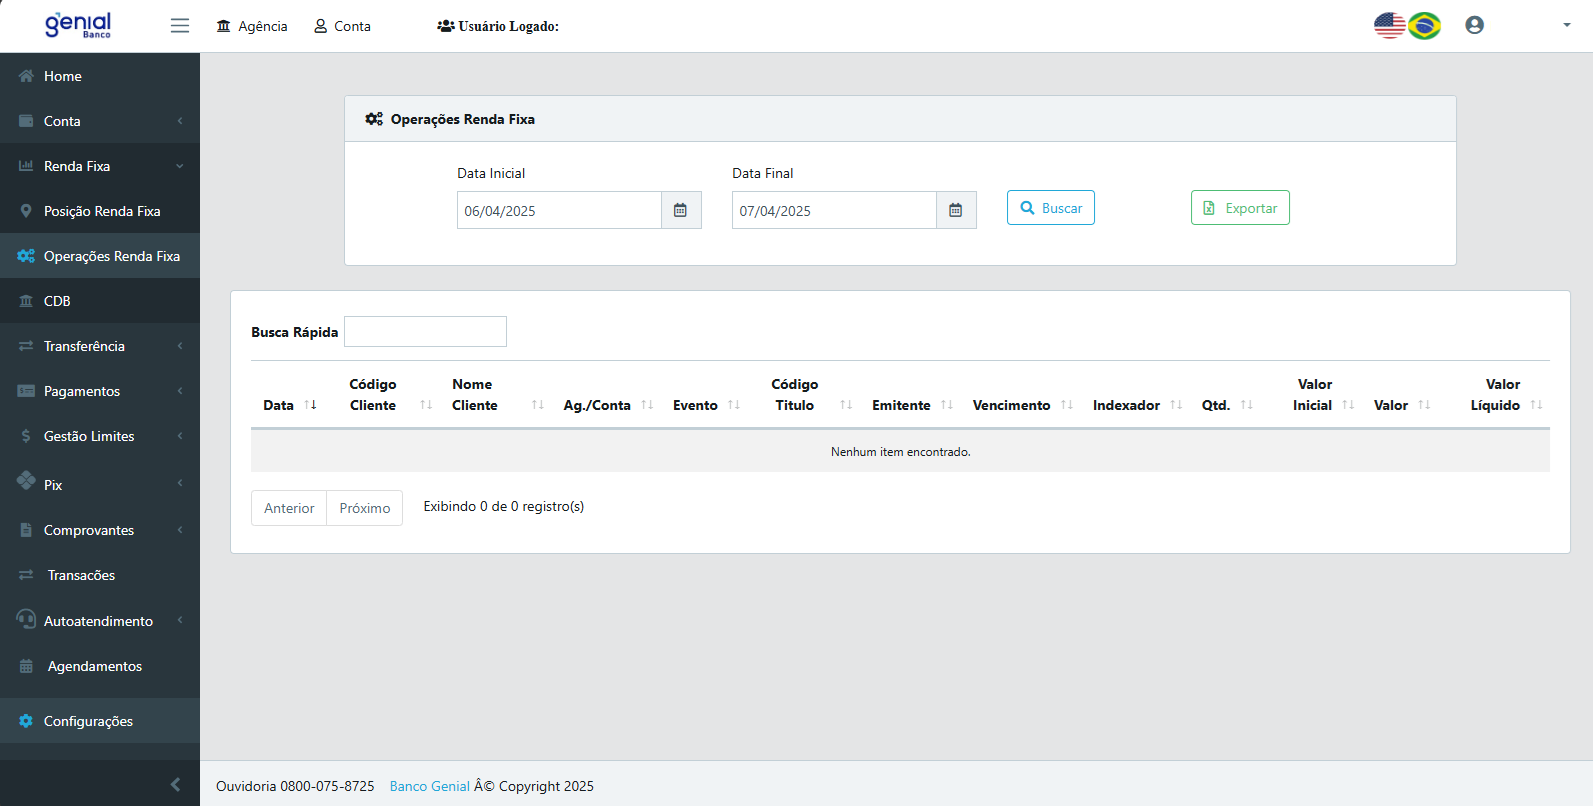 genial
Banco
Agência
Conta
Usuário Logado:
Home
Conta
Renda Fixa
Posição Renda Fixa
Operações Renda Fixa
CDB
Transferência
Pagamentos
Gestão Limites
Pix
Comprovantes
Transacões
Autoatendimento
Agendamentos
Configurações
Operações Renda Fixa
Data Inicial
Data Final
06/04/2025
07/04/2025
Buscar
Exportar
Busca Rápida
Data
Código Cliente
Nome Cliente
Ag./Conta
Evento
Código Titulo
Emitente
Vencimento
Indexador
Qtd.
Valor Inicial
Valor
Valor Líquido
Nenhum item encontrado.
Anterior
Próximo
Exibindo 0 de 0 registro(s)
Ouvidoria 0800-075-8725 Banco Genial Â© Copyright 2025